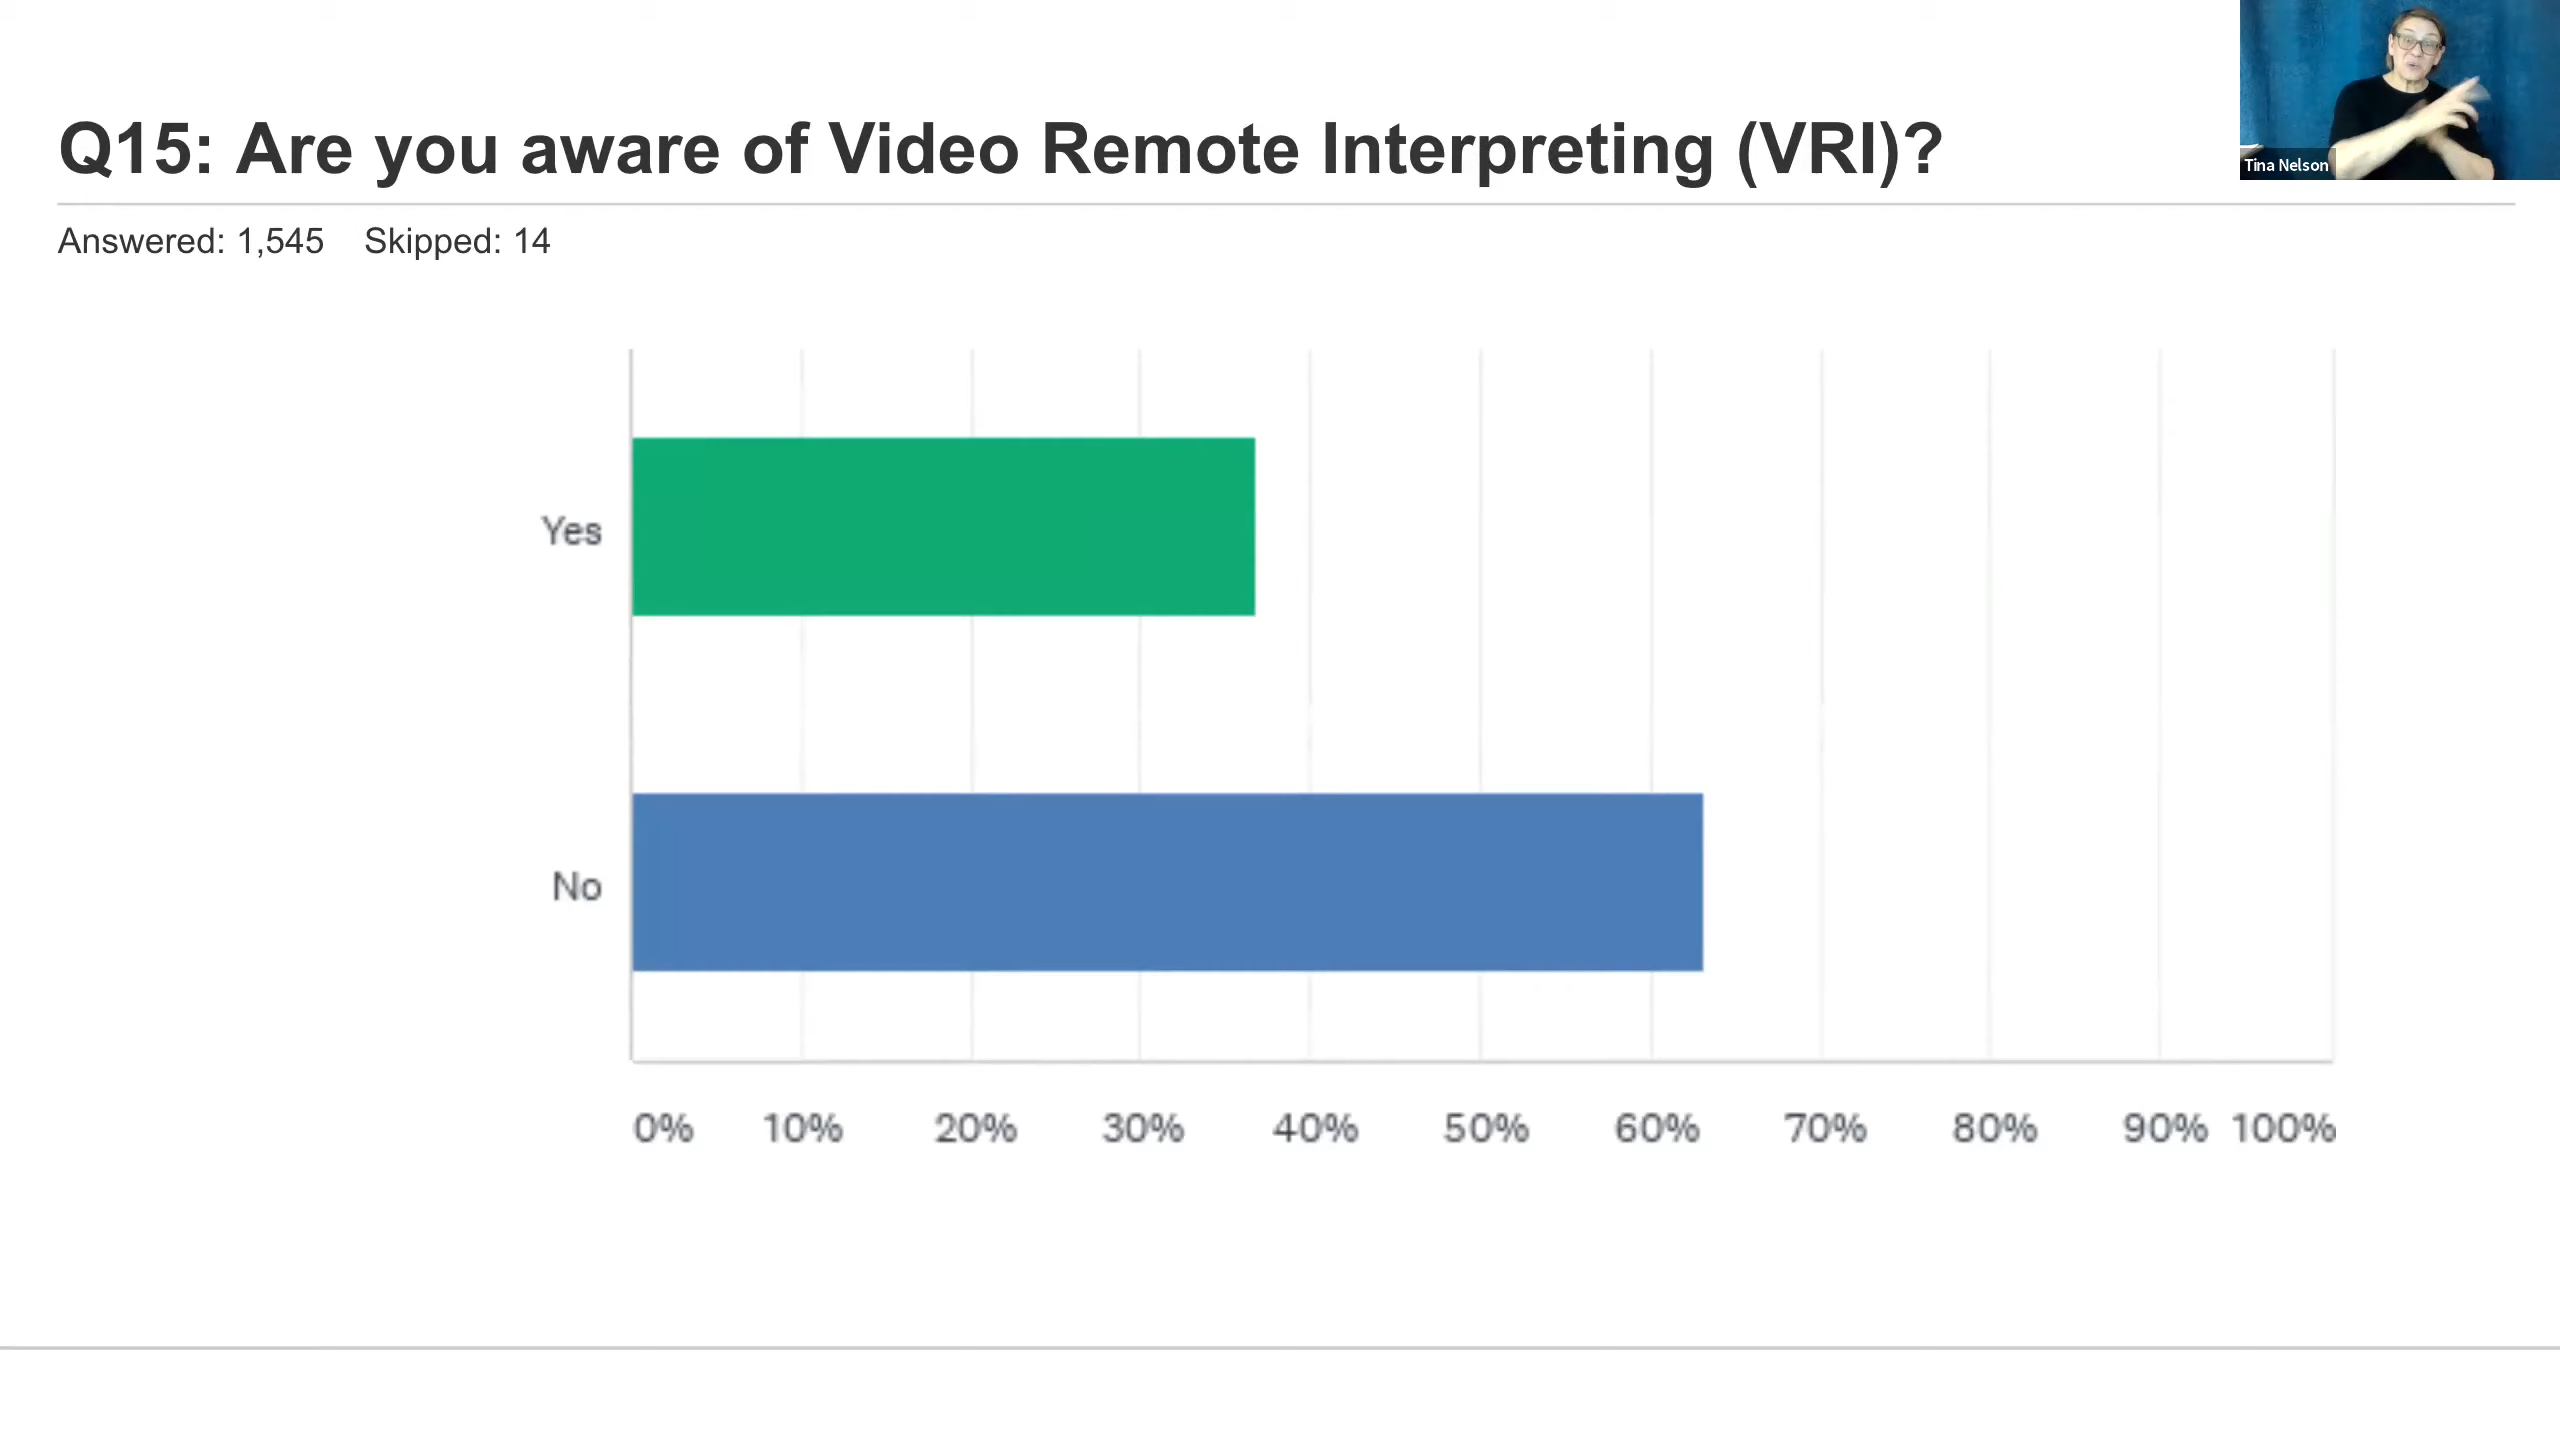 Q15: Are you aware of Video Remote Interpreting (VRI)?
Tina Nelson
Answered: 1,545 Skipped: 14
Yes
No
0% 10% 20% 30% 40% 50% 60% 70% 80% 90% 100%